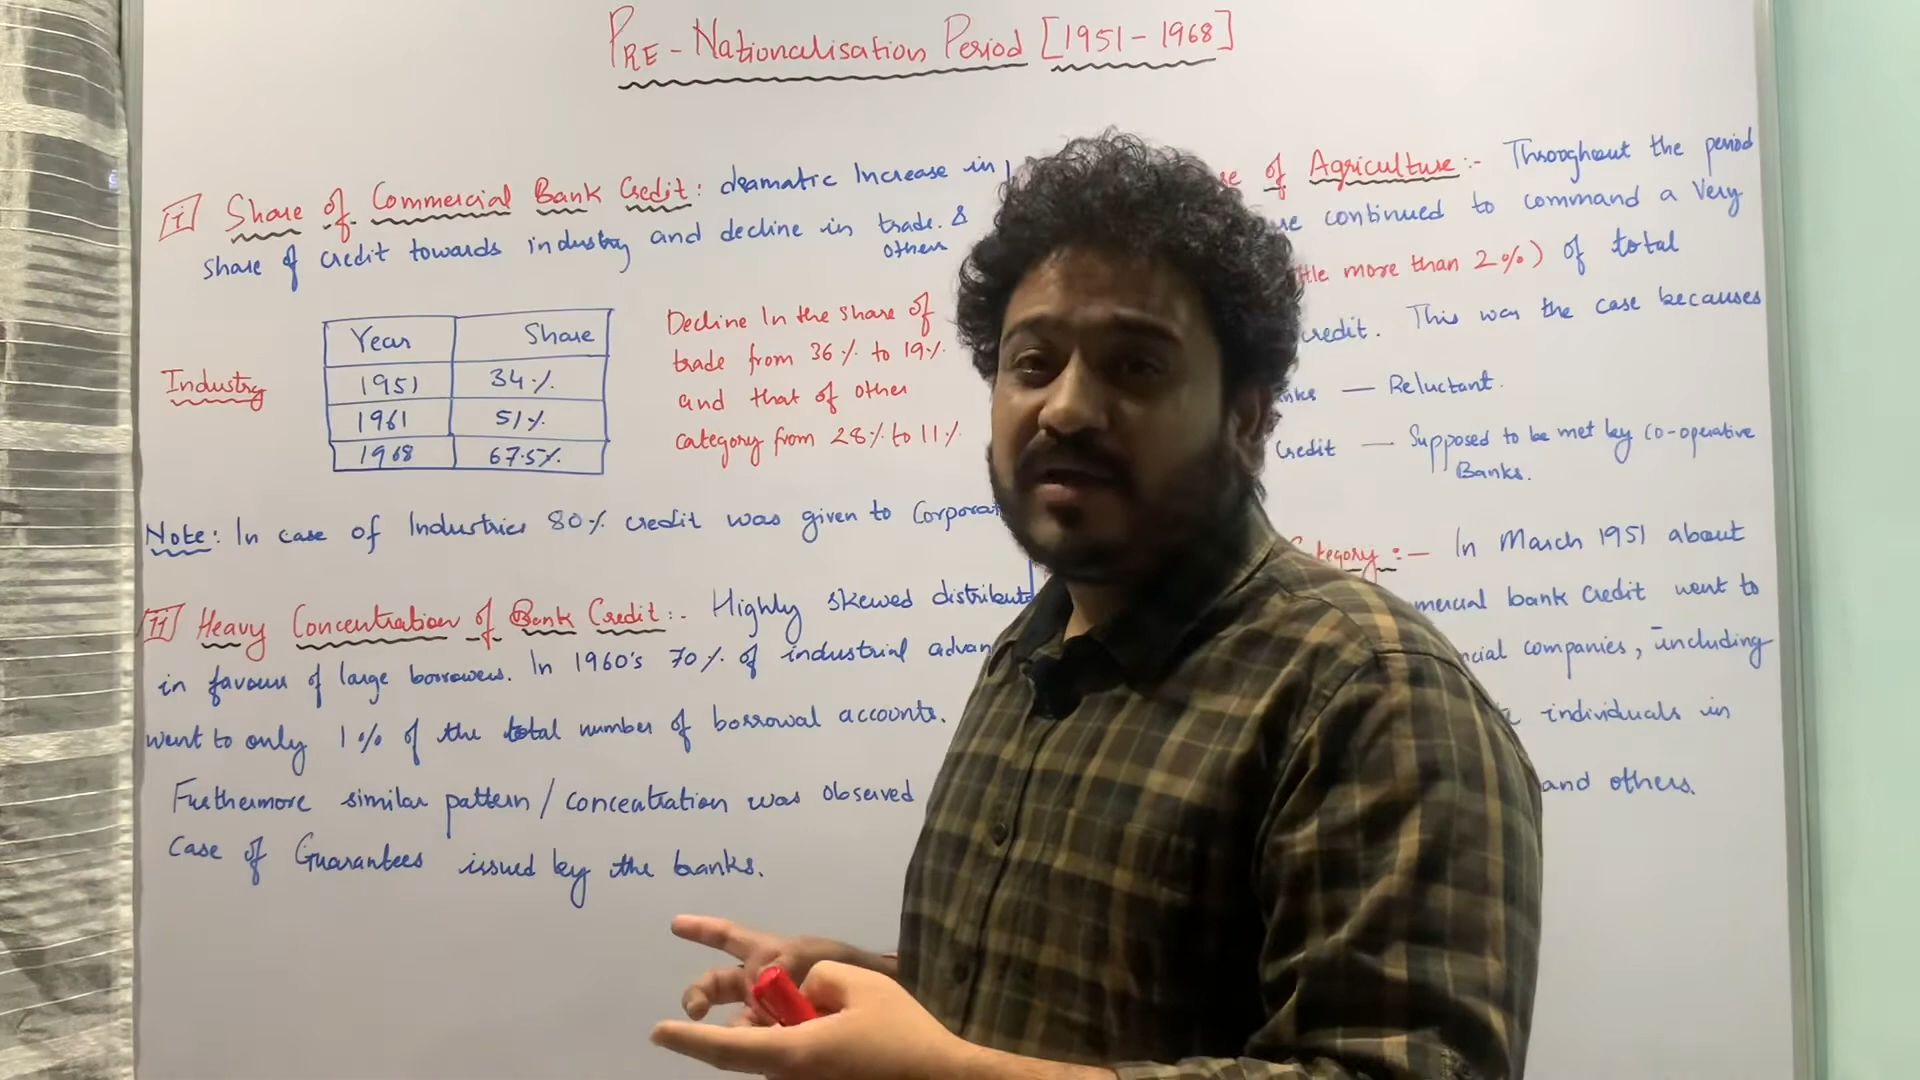 PRE-Nationalisation Period [1951-1968]
I Share of Commercial Bank Credit: dramatic Increase in
share of credit towards industry and decline in trade. &
others
Industry
Year Share
1951 34%
1961 51%
1968 67.5%
Decline In the share of
trade from 36% to 19%
and that of other
category from 28% to 11%
Note: In case of Industries 80% credit was given to
II Heavy Concentration of Bank Credit:- Highly skewed
in favour of large borrowers. In 1960's 70% of industrial
went to only 1% of the total number of borrowal accounts.
Furthermore similar pattern/concentration was observed
case of Guarantees issued by the banks.
of Agriculture:- Throughout the period
continued to command a very
more than 2%) of total
credit. This was the case becauses
— Reluctant.
Credit — Supposed to be met by co-operative
Banks.
:— In March 1951 about
bank credit went to
companies, including
individuals in
and others.